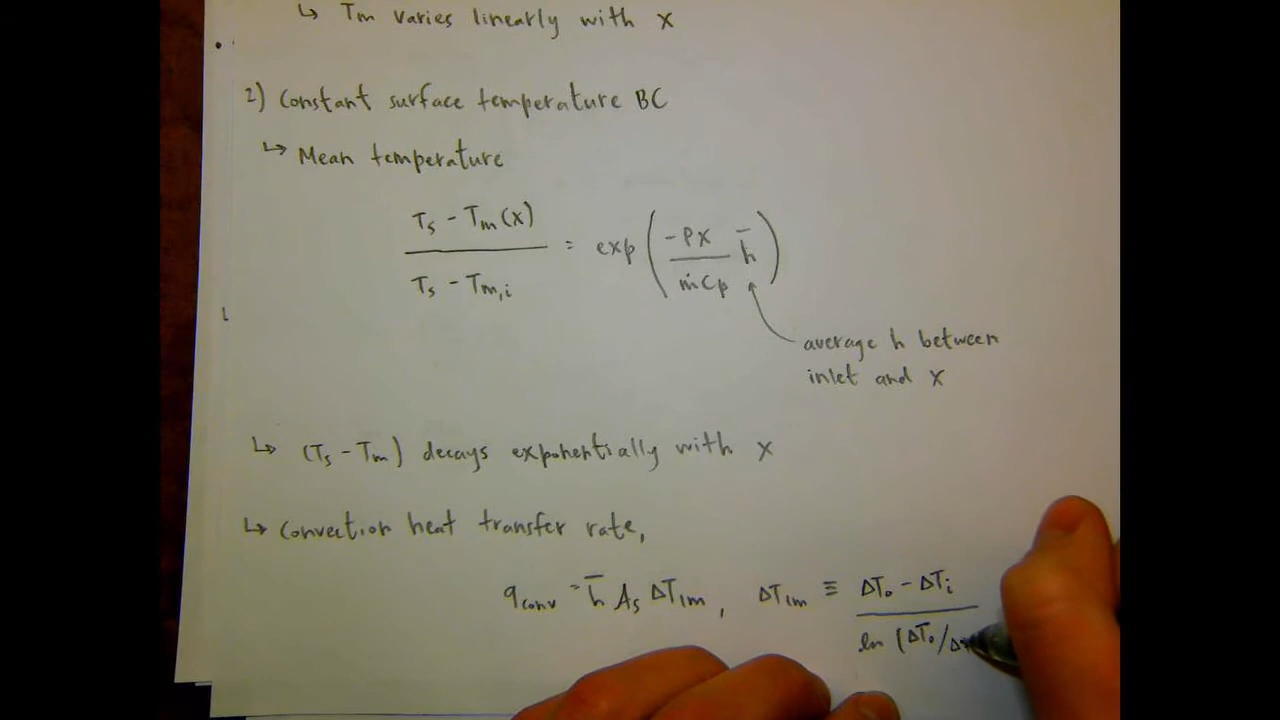 ↳ Tm varies linearly with x
2) Constant surface temperature BC
↳ Mean temperature
Ts - Tm(x) / Ts - Tm,i = exp( -Px / ṁCp h̄ )
average h between
inlet and x
↳ (Ts - Tm) decays exponentially with x
↳ Convection heat transfer rate,
qconv = h̄ As ΔTlm, ΔTlm ≡ ΔTo - ΔTi / ln (ΔTo/Δ